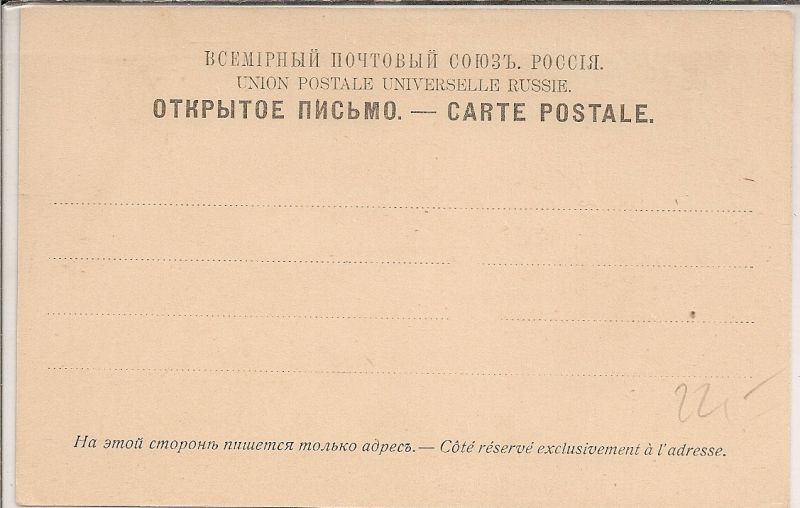 ВСЕМІРНЫЙ ПОЧТОВЫЙ СОЮЗЪ. РОССІЯ.
UNION POSTALE UNIVERSELLE RUSSIE.
ОТКРЫТОЕ ПИСЬМО. — CARTE POSTALE.
22,-
На этой сторонѣ пишется только адресъ. — Côté réservé exclusivement à l'adresse.